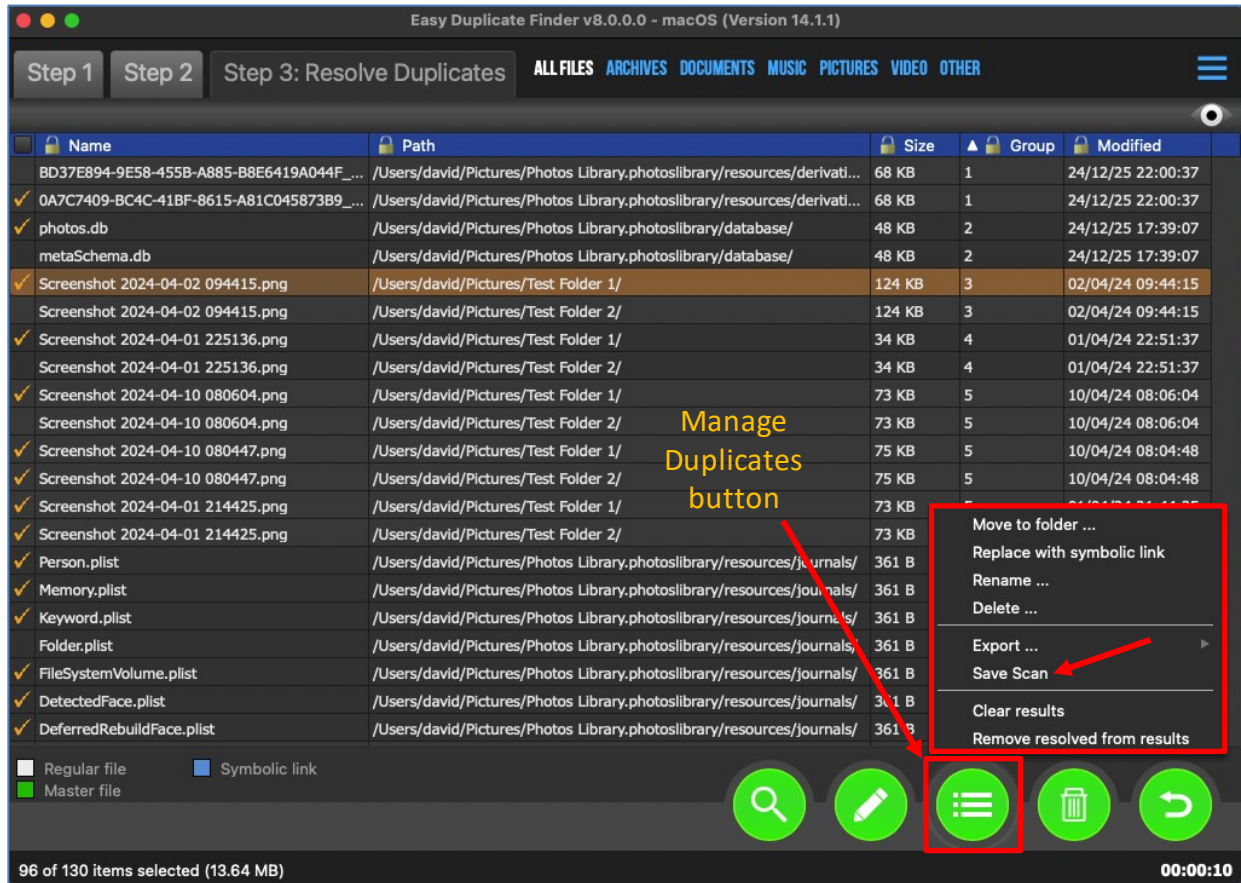 Easy Duplicate Finder v8.0.0.0 - macOS (Version 14.1.1)
Step 1 Step 2 Step 3: Resolve Duplicates ALL FILES ARCHIVES DOCUMENTS MUSIC PICTURES VIDEO OTHER
Name Path Size Group Modified
BD37E894-9E58-455B-A885-B8E6419A044F_... /Users/david/Pictures/Photos Library.photoslibrary/resources/derivati... 68 KB 1 24/12/25 22:00:37
0A7C7409-BC4C-41BF-8615-A81C045873B9_... /Users/david/Pictures/Photos Library.photoslibrary/resources/derivati... 68 KB 1 24/12/25 22:00:37
photos.db /Users/david/Pictures/Photos Library.photoslibrary/database/ 48 KB 2 24/12/25 17:39:07
metaSchema.db /Users/david/Pictures/Photos Library.photoslibrary/database/ 48 KB 2 24/12/25 17:39:07
Screenshot 2024-04-02 094415.png /Users/david/Pictures/Test Folder 1/ 124 KB 3 02/04/24 09:44:15
Screenshot 2024-04-02 094415.png /Users/david/Pictures/Test Folder 2/ 124 KB 3 02/04/24 09:44:15
Screenshot 2024-04-01 225136.png /Users/david/Pictures/Test Folder 1/ 34 KB 4 01/04/24 22:51:37
Screenshot 2024-04-01 225136.png /Users/david/Pictures/Test Folder 2/ 34 KB 4 01/04/24 22:51:37
Screenshot 2024-04-10 080604.png /Users/david/Pictures/Test Folder 1/ 73 KB 5 10/04/24 08:06:04
Screenshot 2024-04-10 080604.png /Users/david/Pictures/Test Folder 2/ 73 KB 5 10/04/24 08:06:04
Screenshot 2024-04-10 080447.png /Users/david/Pictures/Test Folder 1/ 75 KB 5 10/04/24 08:04:48
Screenshot 2024-04-10 080447.png /Users/david/Pictures/Test Folder 2/ 75 KB 5 10/04/24 08:04:48
Screenshot 2024-04-01 214425.png /Users/david/Pictures/Test Folder 1/ 73 KB
Screenshot 2024-04-01 214425.png /Users/david/Pictures/Test Folder 2/ 73 KB
Person.plist /Users/david/Pictures/Photos Library.photoslibrary/resources/journals/ 361 B
Memory.plist /Users/david/Pictures/Photos Library.photoslibrary/resources/journals/ 361 B
Keyword.plist /Users/david/Pictures/Photos Library.photoslibrary/resources/journals/ 361 B
Folder.plist /Users/david/Pictures/Photos Library.photoslibrary/resources/journals/ 361 B
FileSystemVolume.plist /Users/david/Pictures/Photos Library.photoslibrary/resources/journals/ 361 B
DetectedFace.plist /Users/david/Pictures/Photos Library.photoslibrary/resources/journals/ 361 B
DeferredRebuildFace.plist /Users/david/Pictures/Photos Library.photoslibrary/resources/journals/ 361 B
Manage
Duplicates
button
Move to folder ...
Replace with symbolic link
Rename ...
Delete ...
Export ...
Save Scan
Clear results
Remove resolved from results
Regular file Symbolic link
Master file
96 of 130 items selected (13.64 MB) 00:00:10